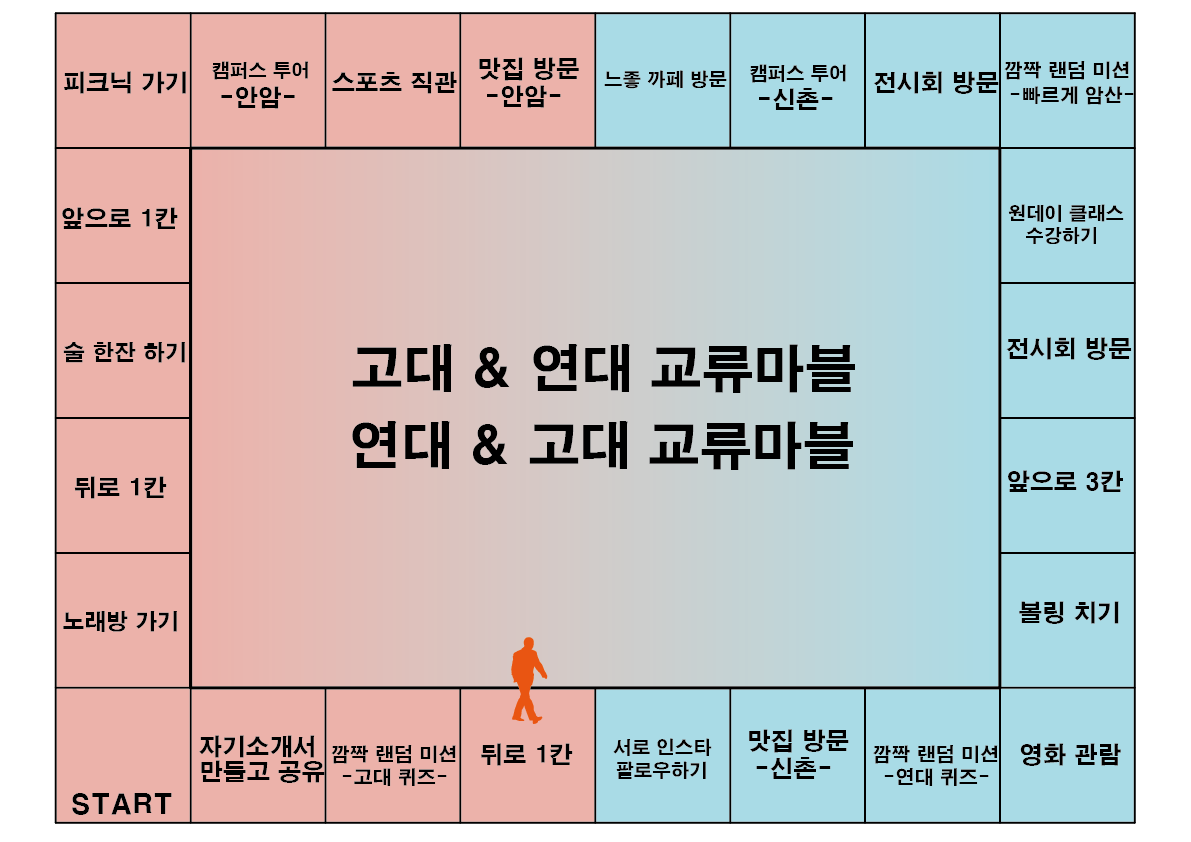 피크닉 가기
캠퍼스 투어
-안암-
스포츠 직관
맛집 방문
-안암-
느좋 까페 방문
캠퍼스 투어
-신촌-
전시회 방문
깜짝 랜덤 미션
-빠르게 암산-
앞으로 1칸
원데이 클래스
수강하기
술 한잔 하기
전시회 방문
고대 & 연대 교류마블
연대 & 고대 교류마블
뒤로 1칸
앞으로 3칸
노래방 가기
볼링 치기
START
자기소개서
만들고 공유
깜짝 랜덤 미션
-고대 퀴즈-
뒤로 1칸
서로 인스타
팔로우하기
맛집 방문
-신촌-
깜짝 랜덤 미션
-연대 퀴즈-
영화 관람